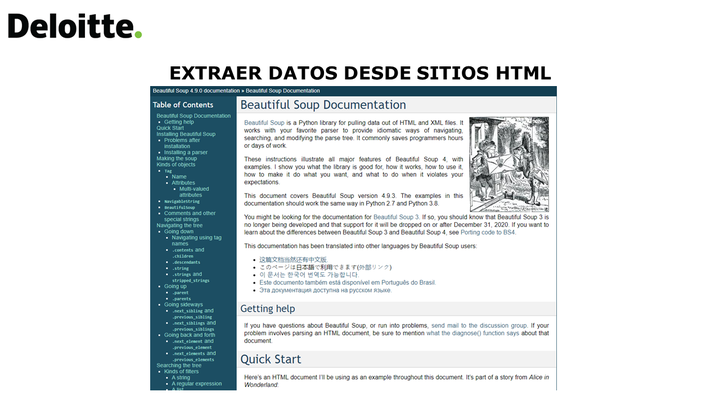 Deloitte.
EXTRAER DATOS DESDE SITIOS HTML
Beautiful Soup 4.9.0 documentation » Beautiful Soup Documentation
Table of Contents
Beautiful Soup Documentation
Getting help
Quick Start
Installing Beautiful Soup
Problems after
installation
Installing a parser
Making the soup
Kinds of objects
Tag
Name
Attributes
Multi-valued
attributes
NavigableString
BeautifulSoup
Comments and other
special strings
Navigating the tree
Going down
Navigating using tag
names
.contents and
.children
.descendants
.string
.strings and
stripped_strings
Going up
.parent
.parents
Going sideways
.next_sibling and
.previous_sibling
.next_siblings and
.previous_siblings
Going back and forth
.next_element and
.previous_element
.next_elements and
.previous_elements
Searching the tree
Kinds of filters
A string
A regular expression
A list
Beautiful Soup Documentation
Beautiful Soup is a Python library for pulling data out of HTML and XML files. It
works with your favorite parser to provide idiomatic ways of navigating,
searching, and modifying the parse tree. It commonly saves programmers hours
or days of work.
These instructions illustrate all major features of Beautiful Soup 4, with
examples. I show you what the library is good for, how it works, how to use it,
how to make it do what you want, and what to do when it violates your
expectations.
This document covers Beautiful Soup version 4.9.3. The examples in this
documentation should work the same way in Python 2.7 and Python 3.8.
You might be looking for the documentation for Beautiful Soup 3. If so, you should know that Beautiful Soup 3 is
no longer being developed and that support for it will be dropped on or after December 31, 2020. If you want to
learn about the differences between Beautiful Soup 3 and Beautiful Soup 4, see Porting code to BS4.
This documentation has been translated into other languages by Beautiful Soup users:
这篇文档当然还有中文版.
このページは日本語で利用できます(外部リンク)
이 문서는 한국어 번역도 가능합니다.
Este documento também está disponível em Português do Brasil.
Эта документация доступна на русском языке.
Getting help
If you have questions about Beautiful Soup, or run into problems, send mail to the discussion group. If your
problem involves parsing an HTML document, be sure to mention what the diagnose() function says about that
document.
Quick Start
Here's an HTML document I'll be using as an example throughout this document. It's part of a story from Alice in
Wonderland: